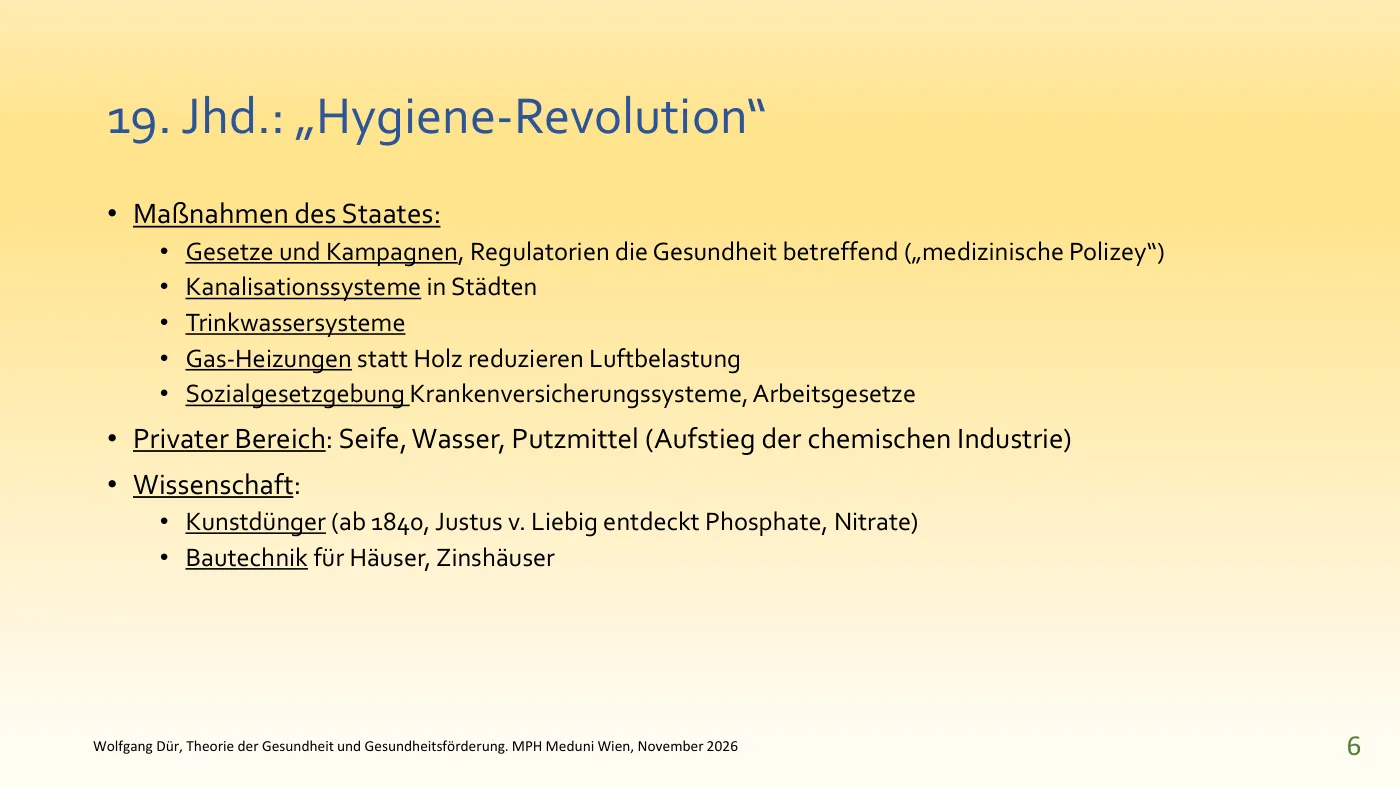 19. Jhd.: „Hygiene-Revolution“
• Maßnahmen des Staates:
• Gesetze und Kampagnen, Regulatorien die Gesundheit betreffend („medizinische Polizey“)
• Kanalisationssysteme in Städten
• Trinkwassersysteme
• Gas-Heizungen statt Holz reduzieren Luftbelastung
• Sozialgesetzgebung Krankenversicherungssysteme, Arbeitsgesetze
• Privater Bereich: Seife, Wasser, Putzmittel (Aufstieg der chemischen Industrie)
• Wissenschaft:
• Kunstdünger (ab 1840, Justus v. Liebig entdeckt Phosphate, Nitrate)
• Bautechnik für Häuser, Zinshäuser
Wolfgang Dür, Theorie der Gesundheit und Gesundheitsförderung. MPH Meduni Wien, November 2026
6